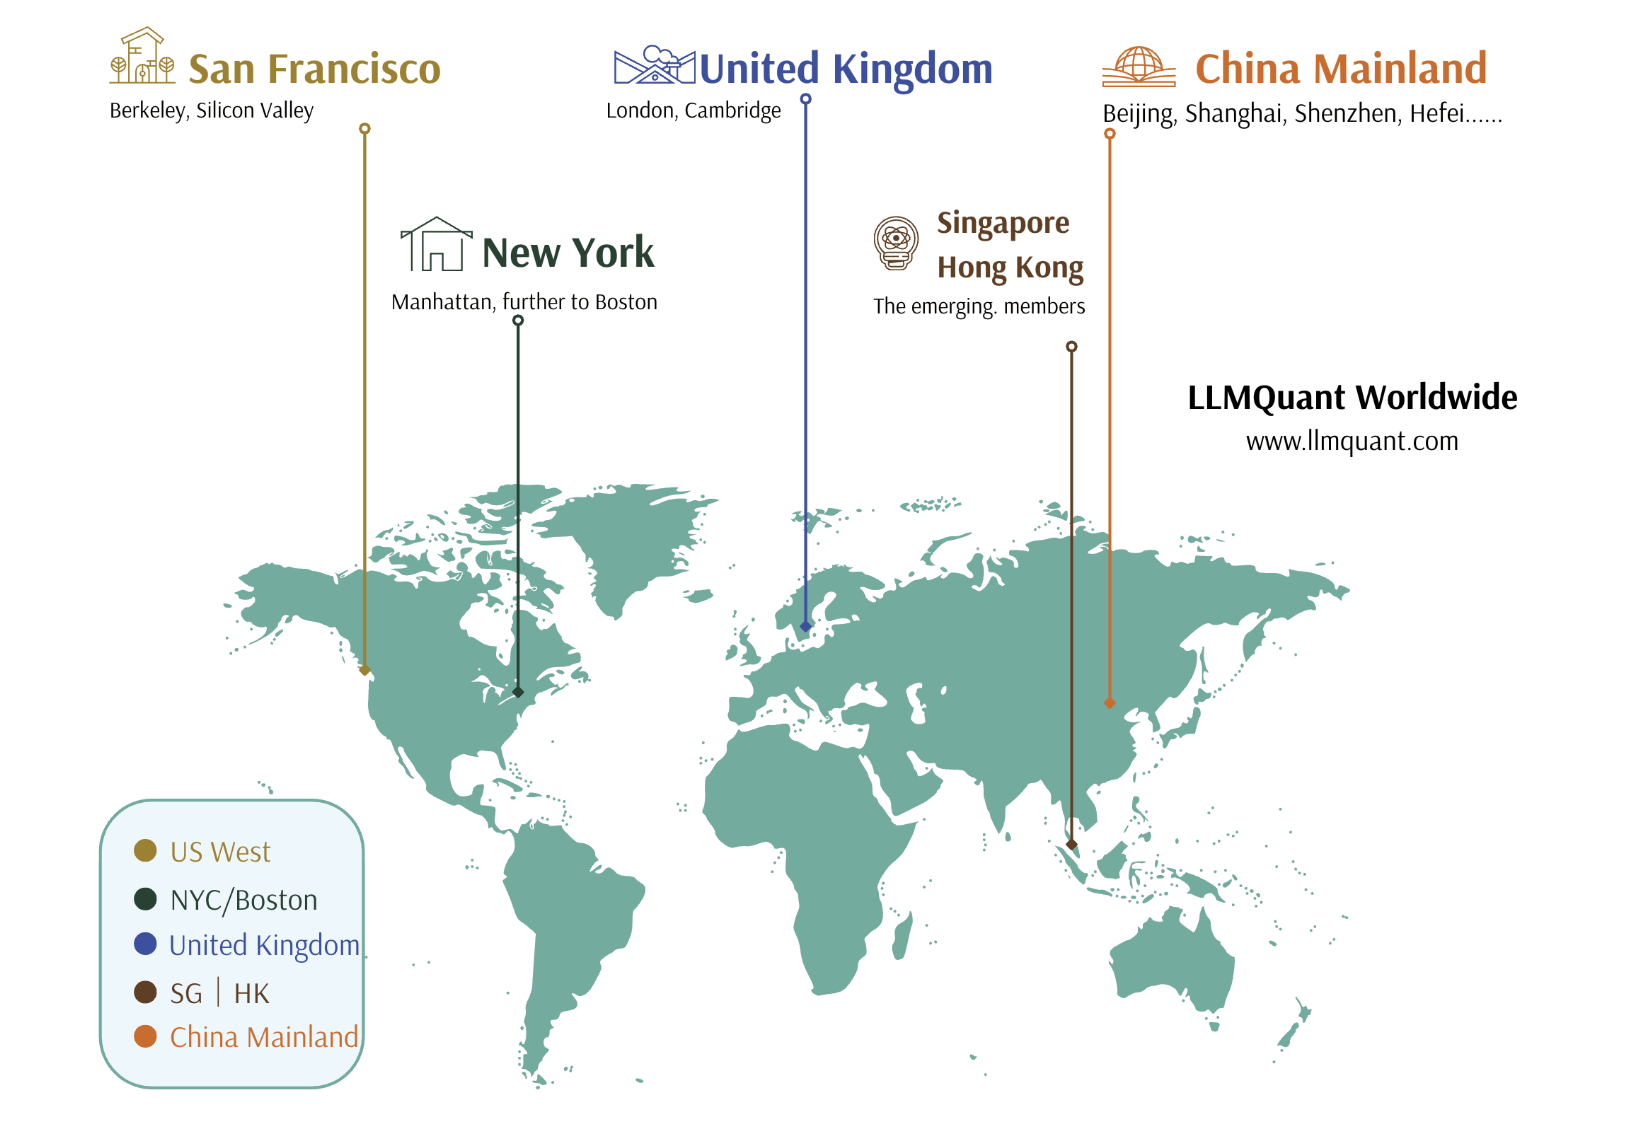 San Francisco
Berkeley, Silicon Valley
United Kingdom
London, Cambridge
China Mainland
Beijing, Shanghai, Shenzhen, Hefei......
New York
Manhattan, further to Boston
Singapore
Hong Kong
The emerging. members
LLMQuant Worldwide
www.llmquant.com
US West
NYC/Boston
United Kingdom
SG | HK
China Mainland